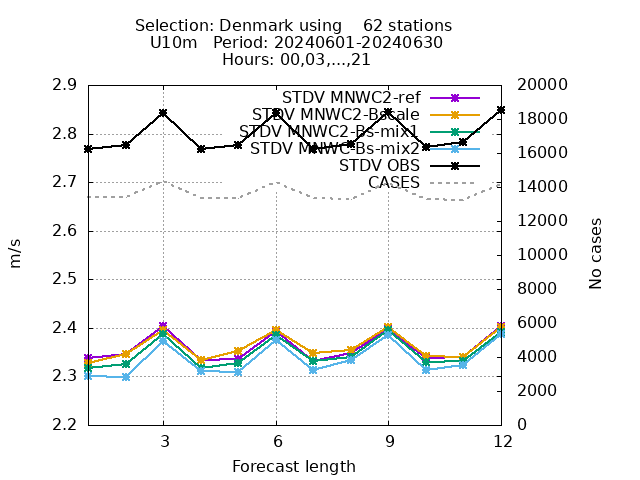 Selection: Denmark using    62 stations
U10m   Period: 20240601-20240630
Hours: 00,03,...,21
STDV MNWC2-ref
STDV MNWC2-Bscale
STDV MNWC2-Bs-mix1
STDV MNWC-Bs-mix2
STDV OBS
CASES
2.9
2.8
2.7
2.6
2.5
2.4
2.3
2.2
m/s
20000
18000
16000
14000
12000
10000
8000
6000
4000
2000
0
No cases
3 6 9 12
Forecast length